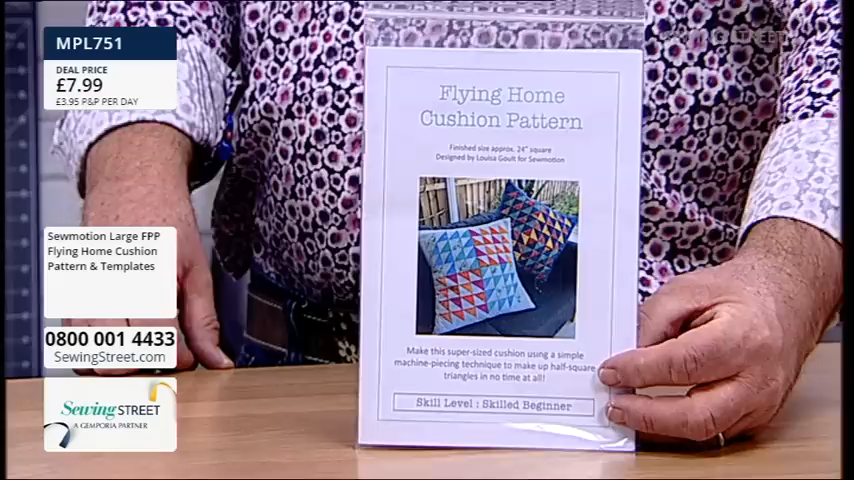 MPL751
DEAL PRICE
£7.99
£3.95 P&P PER DAY
Sewmotion Large FPP
Flying Home Cushion
Pattern & Templates
0800 001 4433
SewingStreet.com
Sewing STREET
A GEMPORIA PARTNER
SEWING STREET
Flying Home
Cushion Pattern
Finished size approx. 24" square
Designed by Louisa Goult for Sewmotion
Make this super-sized cushion using a simple
machine-piecing technique to make up half-square
triangles in no time at all!
Skill Level : Skilled Beginner